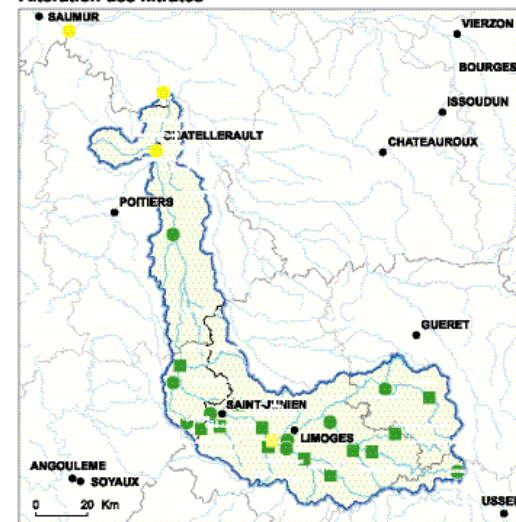 SAUMUR
VIERZON
BOURGES
ISSOUDUN
CHATELLERAULT
CHATEAUROUX
POITIERS
GUERET
SAINT-JUNIEN
LIMOGES
ANGOULEME
SOYAUX
USSEL
0 20 Km